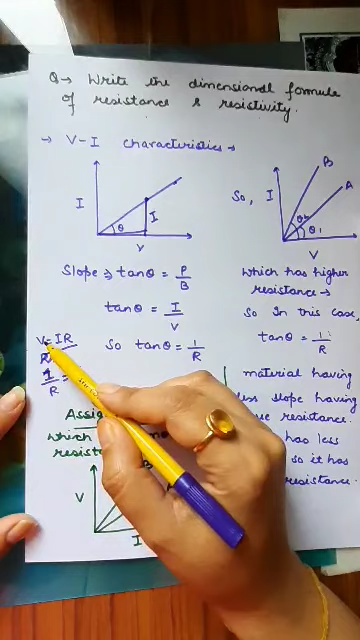 Q → Write the dimensional formula
of resistance & resistivity.
→ V-I characteristics →
I
θ
I
V
So, I
B
A
θ₂
θ₁
V
Slope → tanθ = P/B
tanθ = I/V
V = IR
So tanθ = 1/R
1/R =
which has higher
resistance →
So In this case,
tanθ = 1/R
material having
less slope having
resistance.
has less
so it has
resistance.
which
V
I